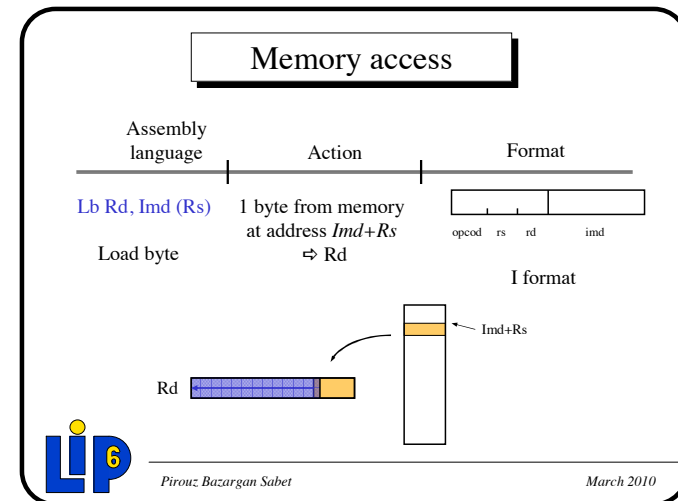 Memory access
Assembly
language
Action
Format
Lb Rd, Imd (Rs)
Load byte
1 byte from memory
at address Imd+Rs
⇨ Rd
opcod rs rd imd
I format
Imd+Rs
Rd
LIP6
Pirouz Bazargan Sabet
March 2010